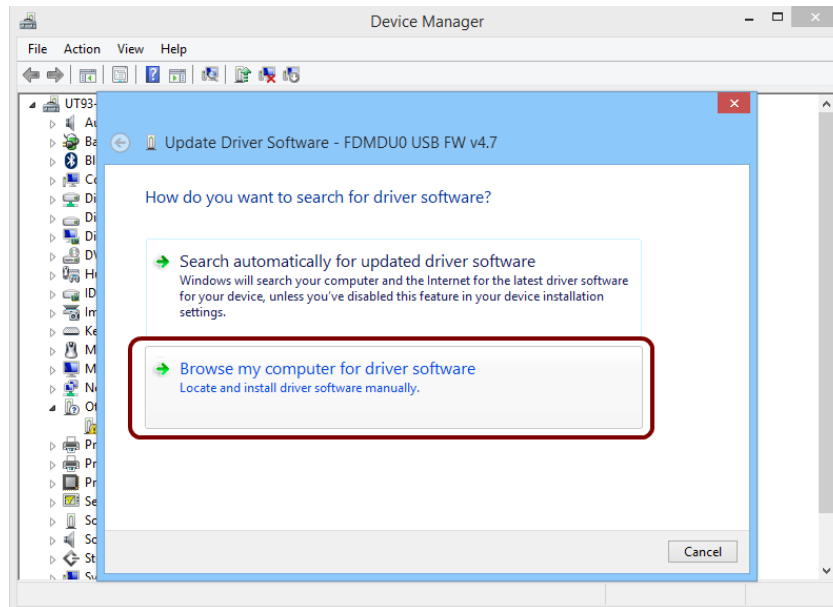 Device Manager
File Action View Help
UT93-
Update Driver Software - FDMDU0 USB FW v4.7
How do you want to search for driver software?
Search automatically for updated driver software
Windows will search your computer and the Internet for the latest driver software
for your device, unless you've disabled this feature in your device installation
settings.
Browse my computer for driver software
Locate and install driver software manually.
Cancel